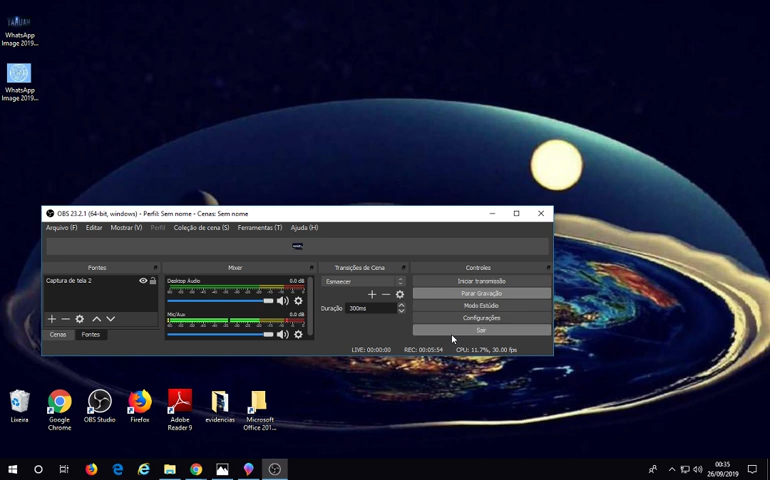 WhatsApp
Image 2019...
WhatsApp
Image 2019...
OBS 23.2.1 (64-bit, windows) - Perfil: Sem nome - Cenas: Sem nome
Arquivo (F) Editar Mostrar (V) Perfil Coleção de cena (S) Ferramentas (T) Ajuda (H)
Fontes Mixer Transições de Cena Controles
Captura de tela 2
Desktop Audio 0.0 dB
Mic/Aux 0.0 dB
Esmaecer
Duração 300ms
Iniciar transmissão
Parar Gravação
Modo Estúdio
Configurações
Sair
Cenas Fontes
LIVE: 00:00:00 REC: 00:05:54 CPU: 11.7%, 30.00 fps
Lixeira
Google
Chrome
OBS Studio
Firefox
Adobe
Reader 9
evidencias
Microsoft
Office 201...
00:35
26/09/2019